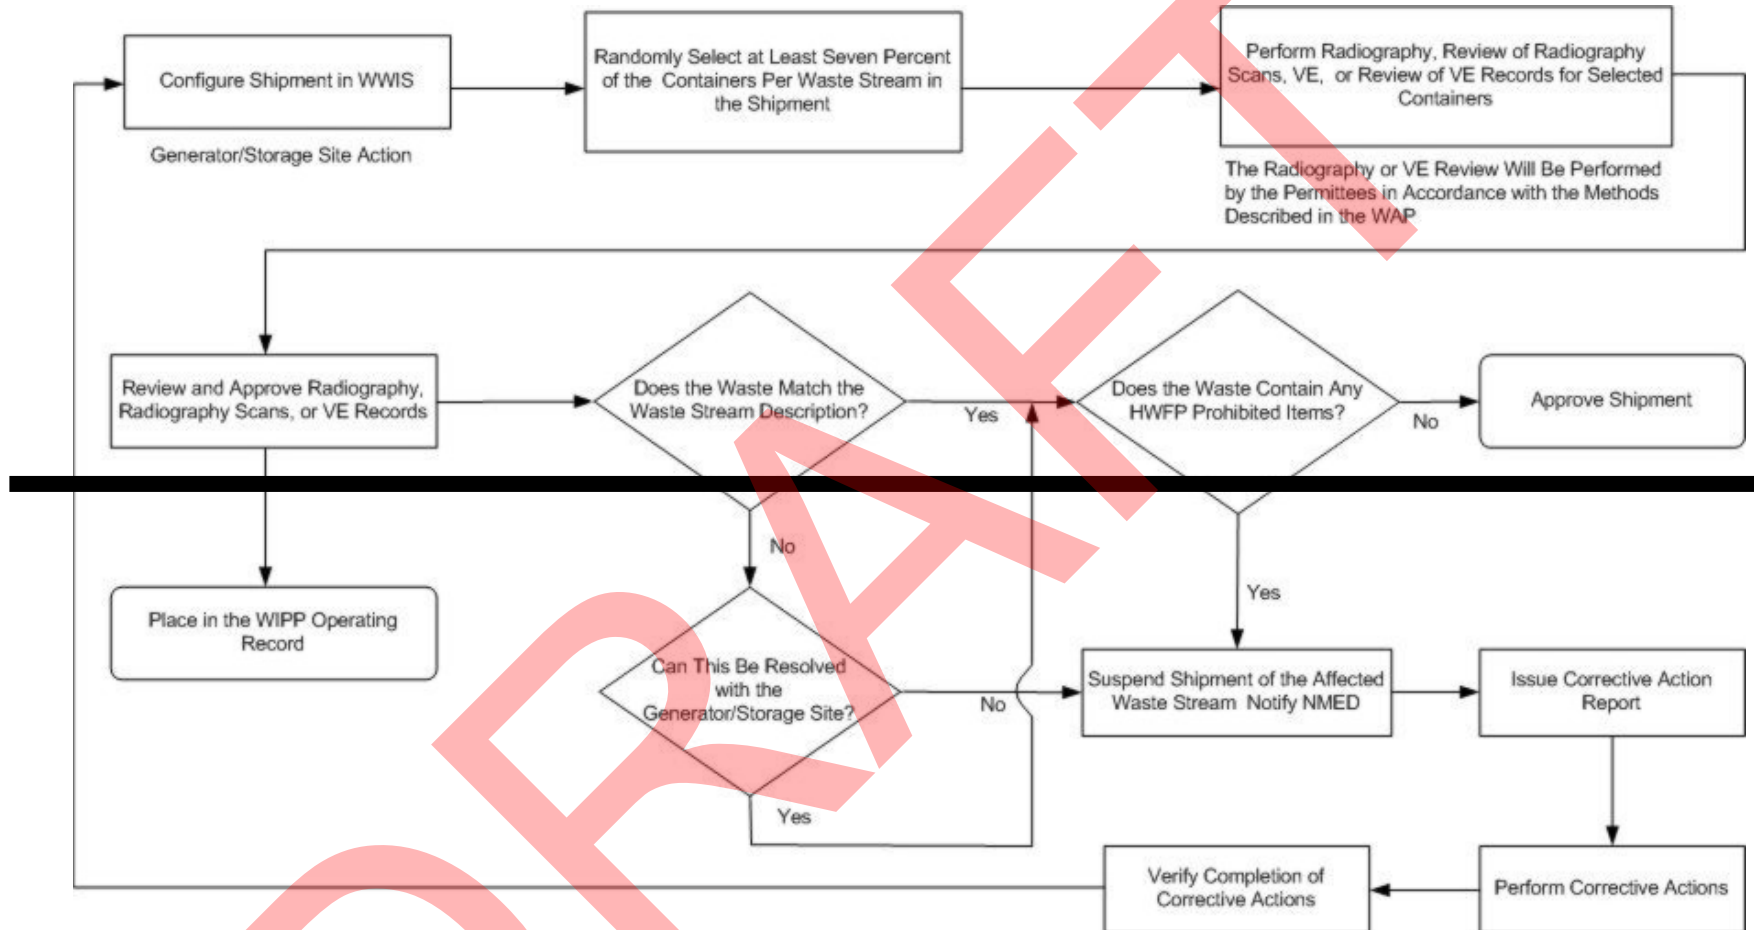 Configure Shipment in WWIS
Generator/Storage Site Action
Randomly Select at Least Seven Percent
of the Containers Per Waste Stream in
the Shipment
Perform Radiography, Review of Radiography
Scans, VE, or Review of VE Records for Selected
Containers
The Radiography or VE Review Will Be Performed
by the Permittees in Accordance with the Methods
Described in the WAP
Review and Approve Radiography,
Radiography Scans, or VE Records
Does the Waste Match the
Waste Stream Description?
Yes
Does the Waste Contain Any
HWFP Prohibited Items?
No
Approve Shipment
No
Yes
Place in the WIPP Operating
Record
Can This Be Resolved
with the
Generator/Storage Site?
No
Yes
Suspend Shipment of the Affected
Waste Stream Notify NMED
Issue Corrective Action
Report
Verify Completion of
Corrective Actions
Perform Corrective Actions
DRAFT